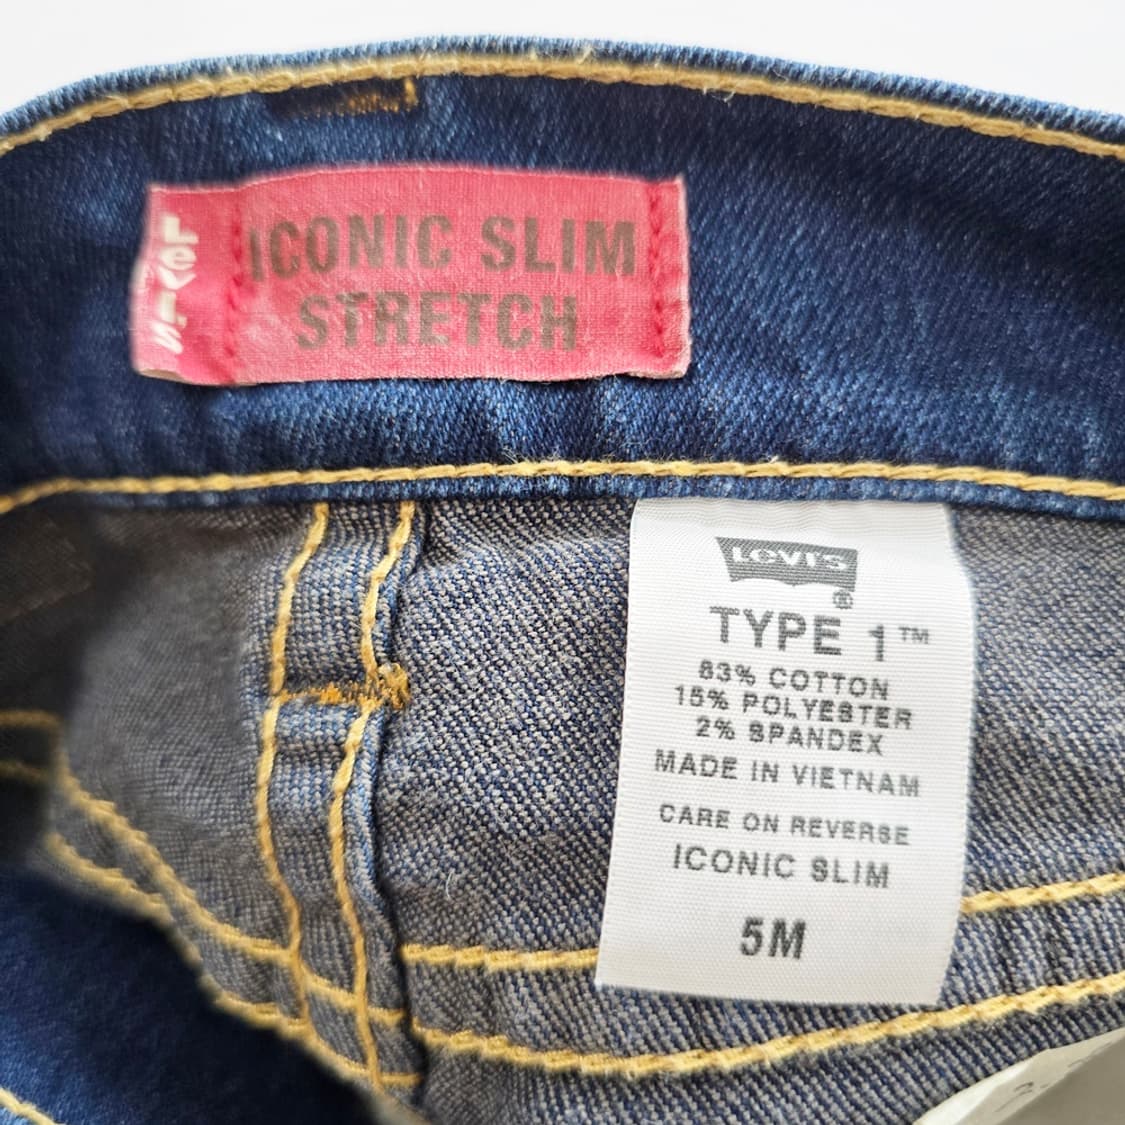 Levi's
ICONIC SLIM
STRETCH
LEVI'S
®
TYPE 1™
83% COTTON
15% POLYESTER
2% SPANDEX
MADE IN VIETNAM
CARE ON REVERSE
ICONIC SLIM
5M